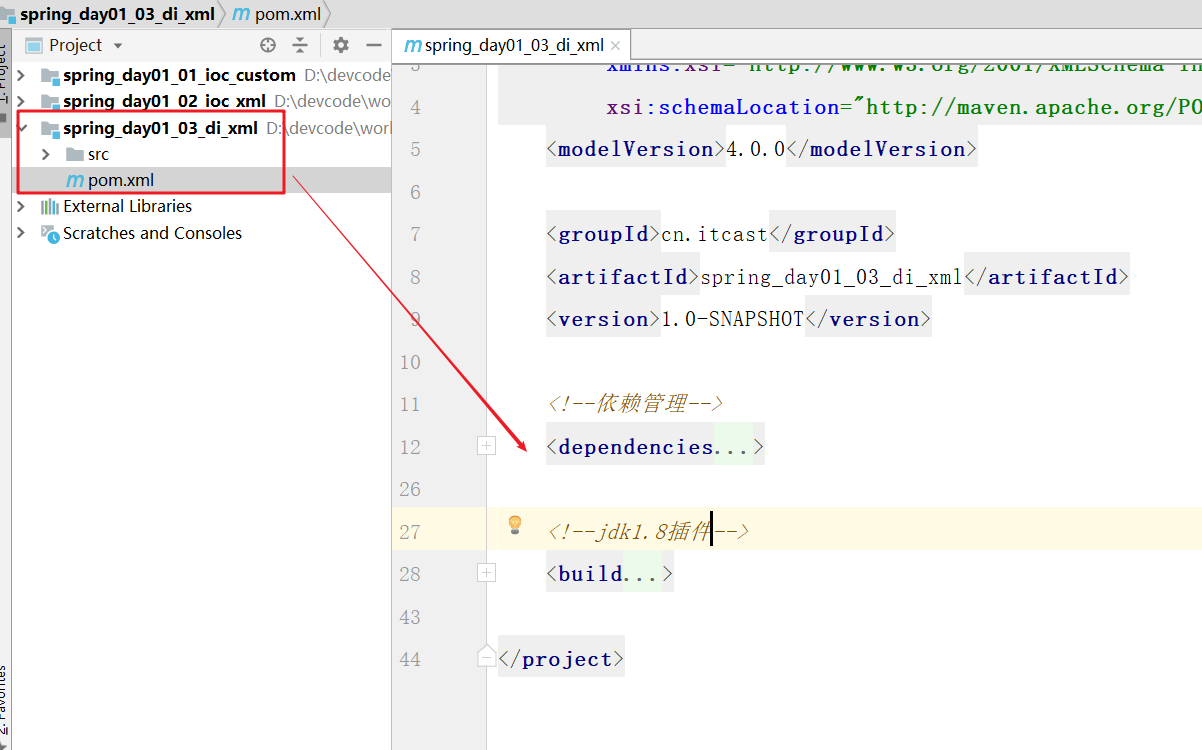 spring_day01_03_di_xml pom.xml
Project
spring_day01_03_di_xml
1: Project
spring_day01_01_ioc_custom D:\devcode
spring_day01_02_ioc_xml D:\devcode\wo
spring_day01_03_di_xml D:\devcode\work
src
pom.xml
External Libraries
Scratches and Consoles
2: Favorites
3 xmlns:xsi="http://www.w3.org/2001/XMLSchema-in
4 xsi:schemaLocation="http://maven.apache.org/PO
5 <modelVersion>4.0.0</modelVersion>
6
7 <groupId>cn.itcast</groupId>
8 <artifactId>spring_day01_03_di_xml</artifactId>
9 <version>1.0-SNAPSHOT</version>
10
11 <!--依赖管理-->
12 <dependencies...>
26
27 <!--jdk1.8插件-->
28 <build...>
43
44 </project>